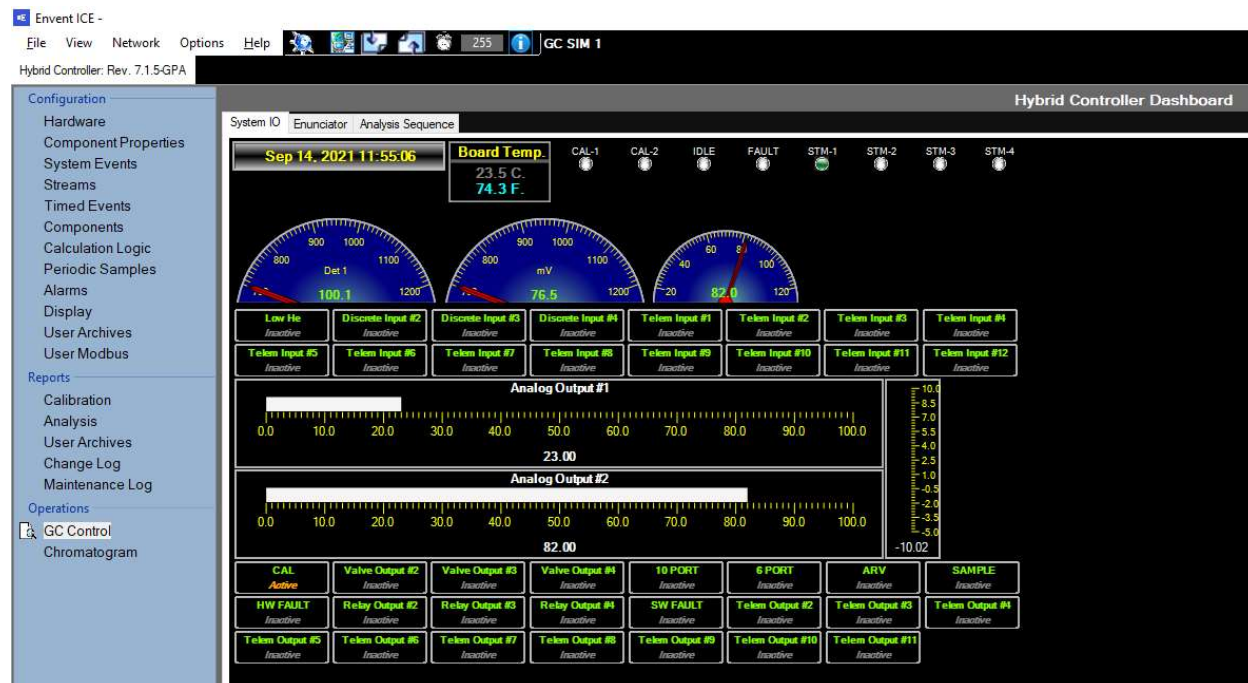 Envent ICE -
File View Network Options Help 255 GC SIM 1
Hybrid Controller: Rev. 7.1.5-GPA
Hybrid Controller Dashboard
Configuration
Hardware
Component Properties
System Events
Streams
Timed Events
Components
Calculation Logic
Periodic Samples
Alarms
Display
User Archives
User Modbus
Reports
Calibration
Analysis
User Archives
Change Log
Maintenance Log
Operations
GC Control
Chromatogram
System IO Enunciator Analysis Sequence
Sep 14, 2021 11:55:06
Board Temp.
23.5 C.
74.3 F.
CAL-1 CAL-2 IDLE FAULT STM-1 STM-2 STM-3 STM-4
800 900 1000 1100 1200
Det 1
100.1
800 900 1000 1100 1200
mV
76.5
20 40 60 80 100 120
82.0
Low He Discrete Input #2 Discrete Input #3 Discrete Input #4 Telem Input #1 Telem Input #2 Telem Input #3 Telem Input #4
Inactive Inactive Inactive Inactive Inactive Inactive Inactive Inactive
Telem Input #5 Telem Input #6 Telem Input #7 Telem Input #8 Telem Input #9 Telem Input #10 Telem Input #11 Telem Input #12
Inactive Inactive Inactive Inactive Inactive Inactive Inactive Inactive
Analog Output #1
0.0 10.0 20.0 30.0 40.0 50.0 60.0 70.0 80.0 90.0 100.0
23.00
Analog Output #2
0.0 10.0 20.0 30.0 40.0 50.0 60.0 70.0 80.0 90.0 100.0
82.00
10.0
8.5
7.0
5.5
4.0
2.5
1.0
-0.5
-2.0
-3.5
-5.0
-10.02
CAL Valve Output #2 Valve Output #3 Valve Output #4 10 PORT 6 PORT ARV SAMPLE
Active Inactive Inactive Inactive Inactive Inactive Inactive Inactive
HW FAULT Relay Output #2 Relay Output #3 Relay Output #4 SW FAULT Telem Output #2 Telem Output #3 Telem Output #4
Inactive Inactive Inactive Inactive Inactive Inactive Inactive Inactive
Telem Output #5 Telem Output #6 Telem Output #7 Telem Output #8 Telem Output #9 Telem Output #10 Telem Output #11
Inactive Inactive Inactive Inactive Inactive Inactive Inactive